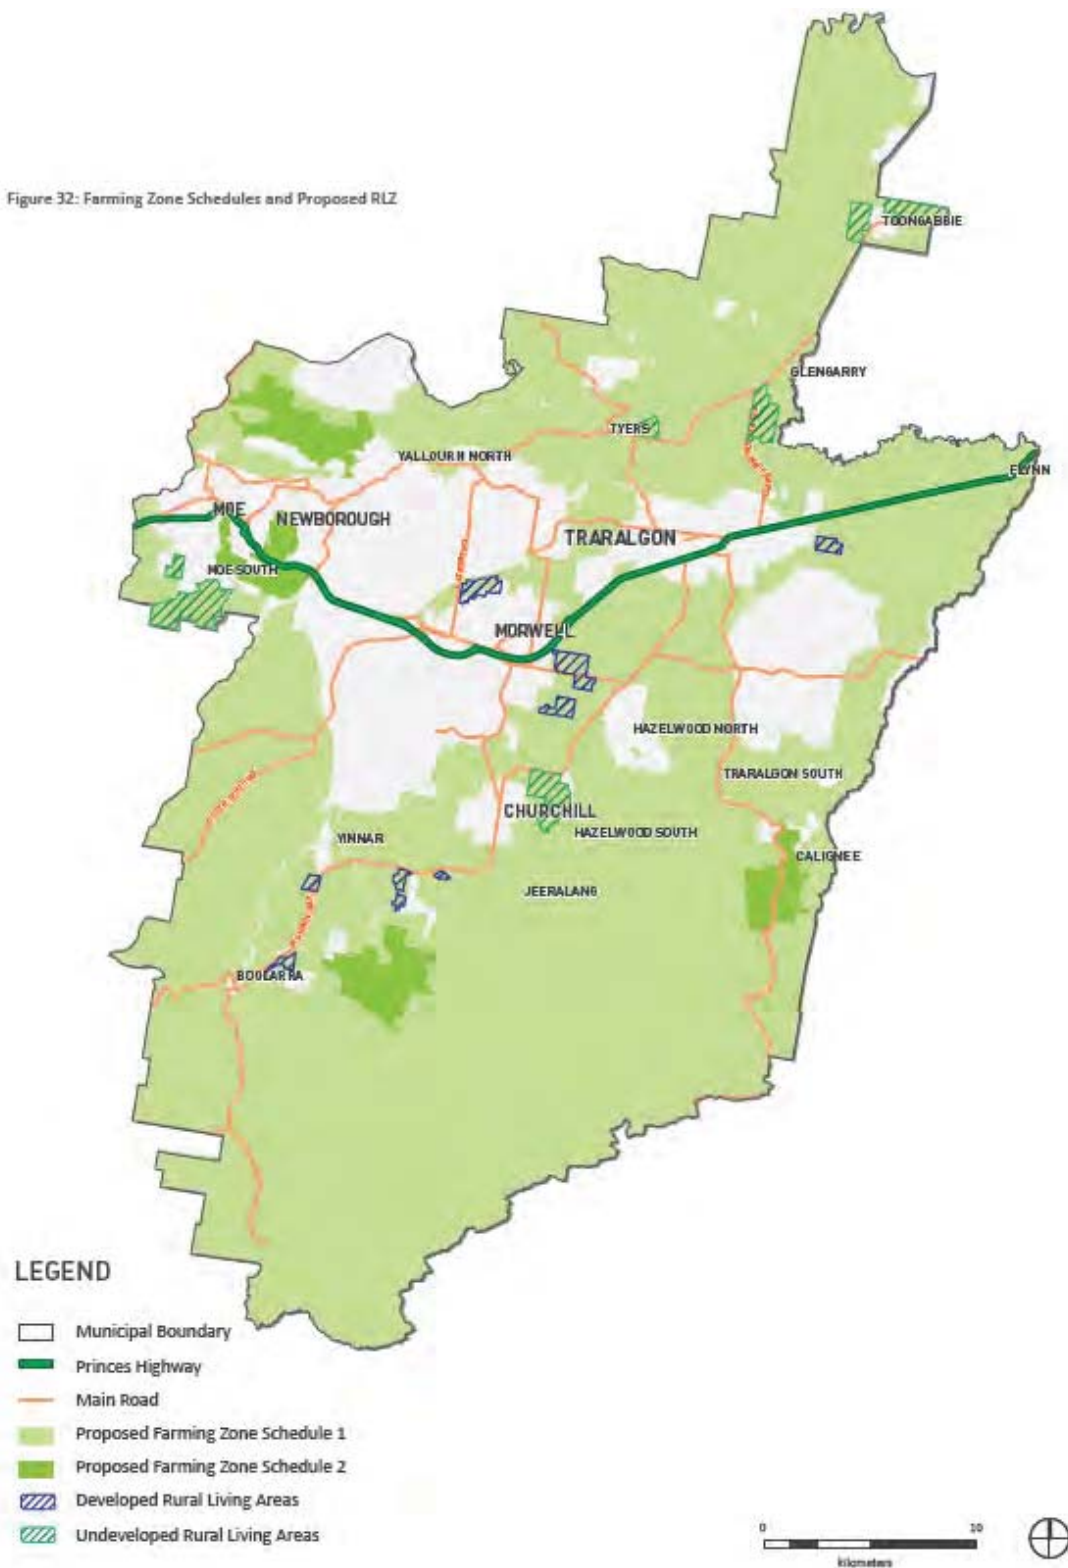 Figure 32: Farming Zone Schedules and Proposed RLZ
TOONGABBIE
GLENGARRY
TYERS
YALLOURN NORTH
FLYNN
MOE
NEWBOROUGH
TRARALGON
MOE SOUTH
MORWELL
HAZELWOOD NORTH
TRARALGON SOUTH
CHURCHILL
HAZELWOOD SOUTH
YINNAR
CALIGNEE
JEERALANG
BOOLARRA
LEGEND
Municipal Boundary
Princes Highway
Main Road
Proposed Farming Zone Schedule 1
Proposed Farming Zone Schedule 2
Developed Rural Living Areas
Undeveloped Rural Living Areas
0 10
kilometers